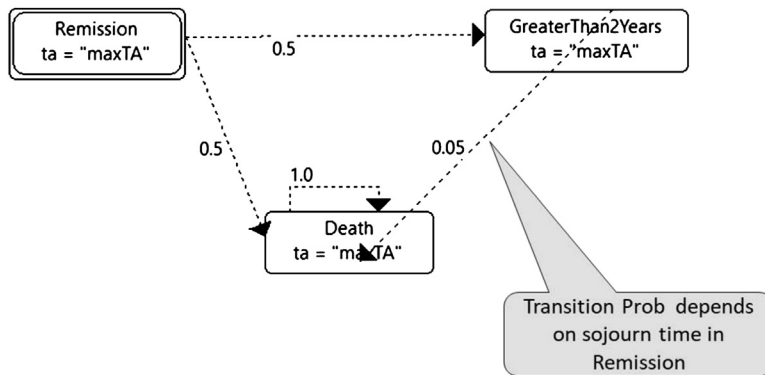 Remission
ta = "maxTA"
0.5
GreaterThan2Years
ta = "maxTA"
0.5
0.05
1.0
Death
ta = "maxTA"
Transition Prob depends
on sojourn time in
Remission